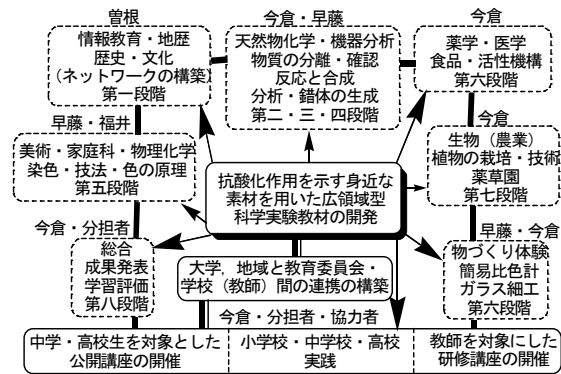 曽根
情報教育・地歴
歴史・文化
(ネットワークの構築)
第一段階
今倉・早藤
天然物化学・機器分析
物質の分離・確認
反応と合成
分析・錯体の生成
第二・三・四段階
今倉
薬学・医学
食品・活性機構
第六段階
早藤・福井
美術・家庭科・物理化学
染色・技法・色の原理
第五段階
抗酸化作用を示す身近な
素材を用いた広領域型
科学実験教材の開発
今倉
生物（農業）
植物の栽培・技術
薬草園
第七段階
今倉・分担者
総合
成果発表
学習評価
第八段階
大学，地域と教育委員会・
学校（教師）間の連携の構築
早藤・今倉
物づくり体験
簡易比色計
ガラス細工
第六段階
今倉・分担者・協力者
中学・高校生を対象とした
公開講座の開催
小学校・中学校・高校
実践
教師を対象にした
研修講座の開催